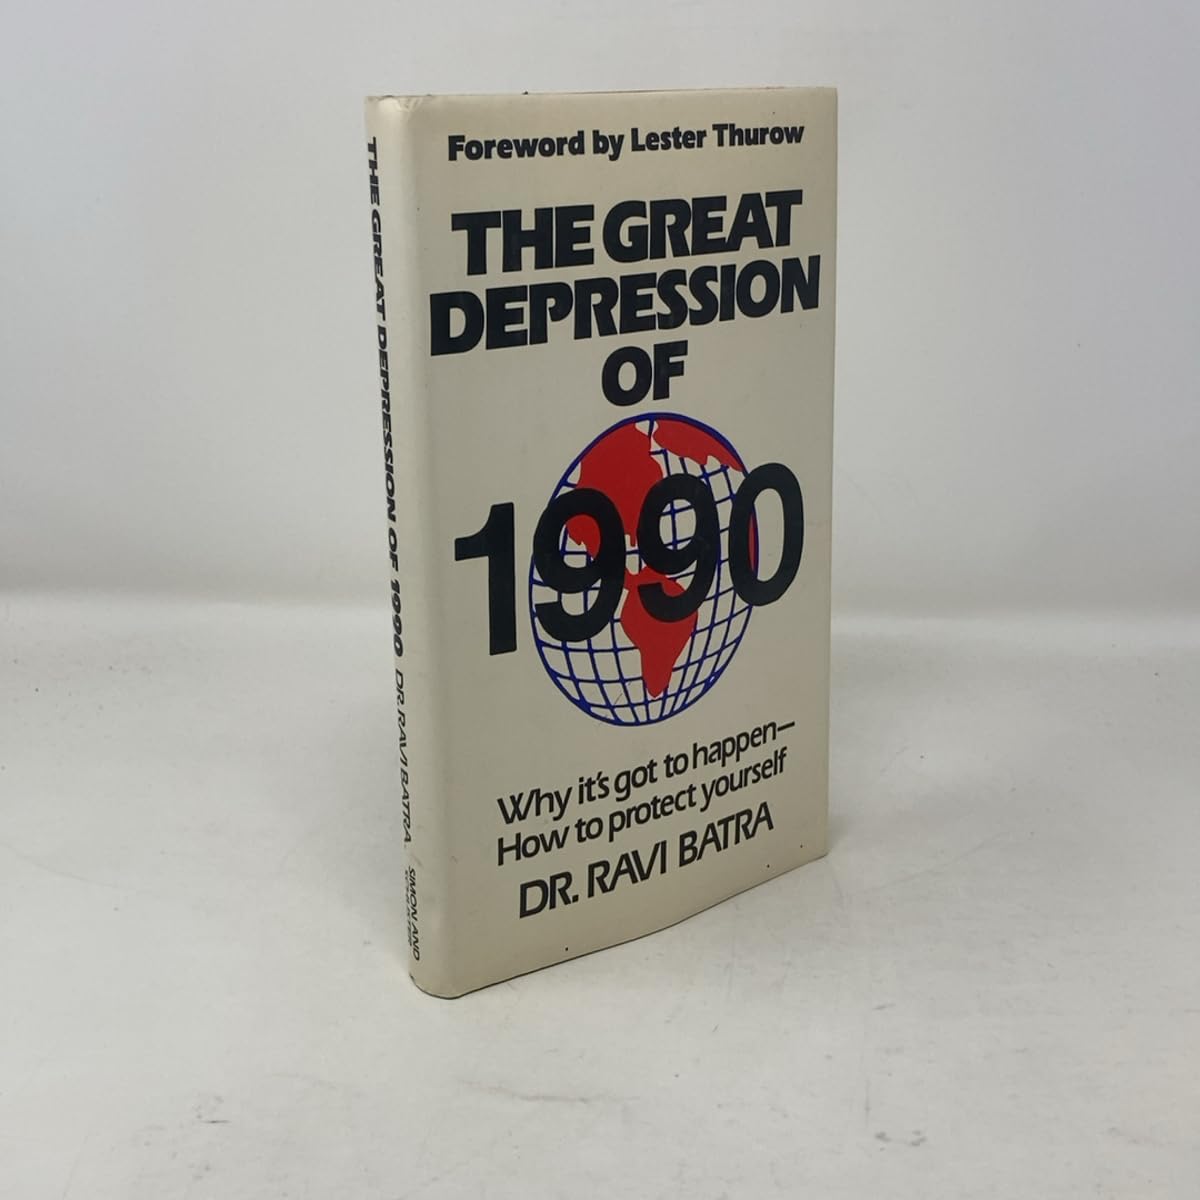 Foreword by Lester Thurow
THE GREAT
DEPRESSION
OF
1990
Why it's got to happen—
How to protect yourself
DR. RAVI BATRA
THE GREAT DEPRESSION OF 1990 DR. RAVI BATRA
SIMON AND
SCHUSTER